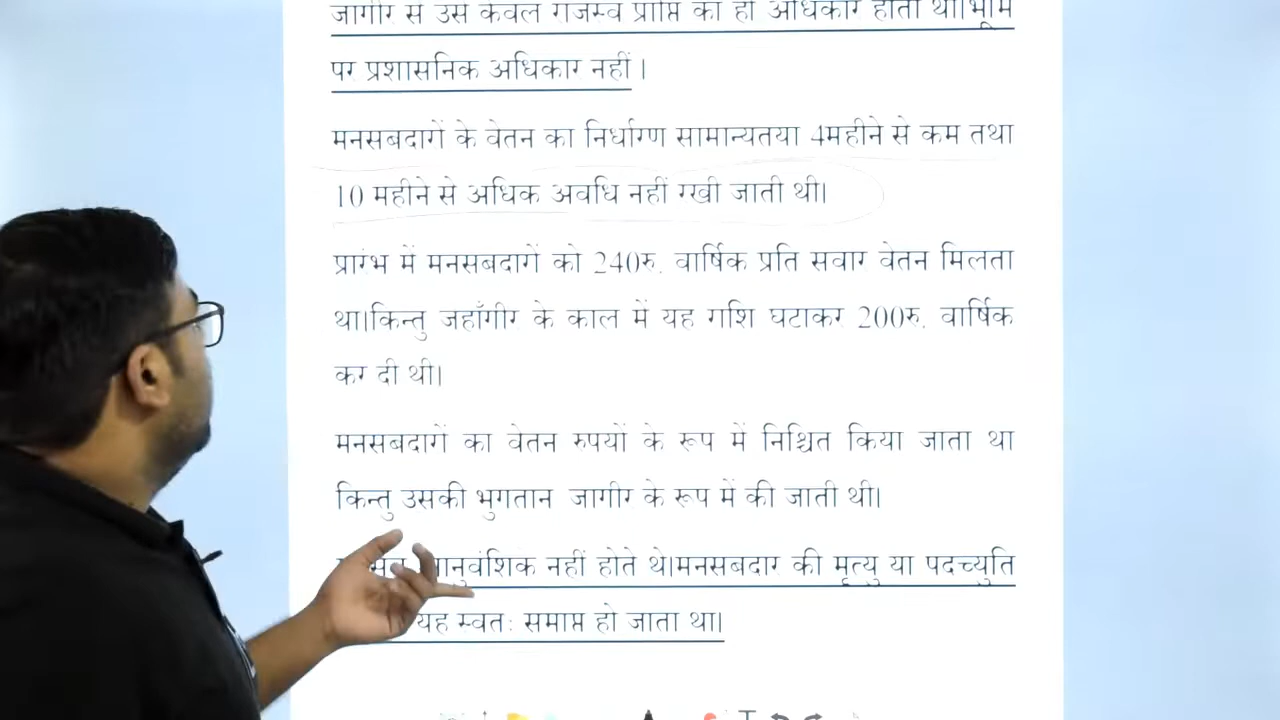 जागीर से उसे केवल राजस्व प्राप्ति का ही अधिकार होता था।भूमि
पर प्रशासनिक अधिकार नहीं ।
मनसबदारों के वेतन का निर्धारण सामान्यतया 4महीने से कम तथा
10 महीने से अधिक अवधि नहीं रखी जाती थी।
प्रारंभ में मनसबदारों को 240रु. वार्षिक प्रति सवार वेतन मिलता
था।किन्तु जहाँगीर के काल में यह राशि घटाकर 200रु. वार्षिक
कर दी थी।
मनसबदारों का वेतन रुपयों के रूप में निश्चित किया जाता था
किन्तु उसकी भुगतान जागीर के रूप में की जाती थी।
नहीं होते थे।मनसबदार की मृत्यु या पदच्युति
यह स्वतः समाप्त हो जाता था।